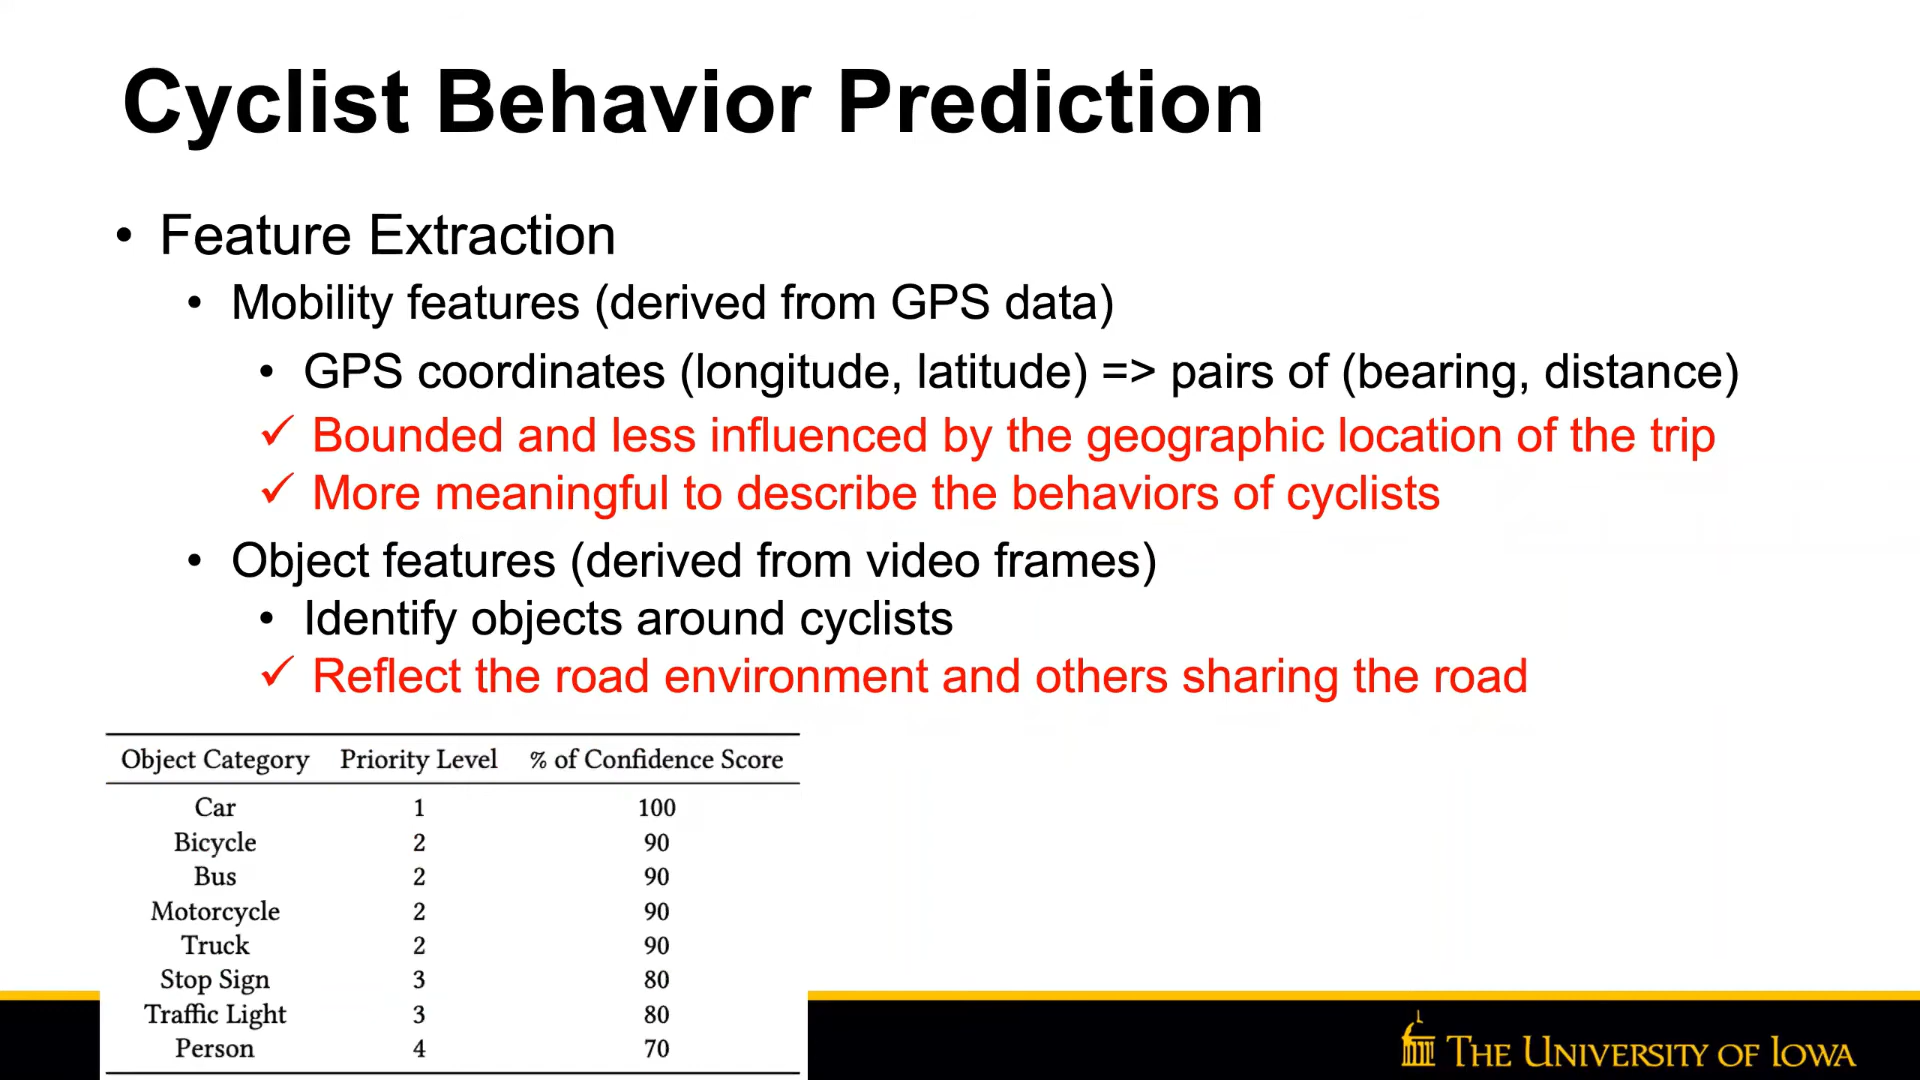 Cyclist Behavior Prediction
• Feature Extraction
• Mobility features (derived from GPS data)
• GPS coordinates (longitude, latitude) => pairs of (bearing, distance)
✓ Bounded and less influenced by the geographic location of the trip
✓ More meaningful to describe the behaviors of cyclists
• Object features (derived from video frames)
• Identify objects around cyclists
✓ Reflect the road environment and others sharing the road
Object Category Priority Level % of Confidence Score
Car 1 100
Bicycle 2 90
Bus 2 90
Motorcycle 2 90
Truck 2 90
Stop Sign 3 80
Traffic Light 3 80
Person 4 70
THE UNIVERSITY OF IOWA